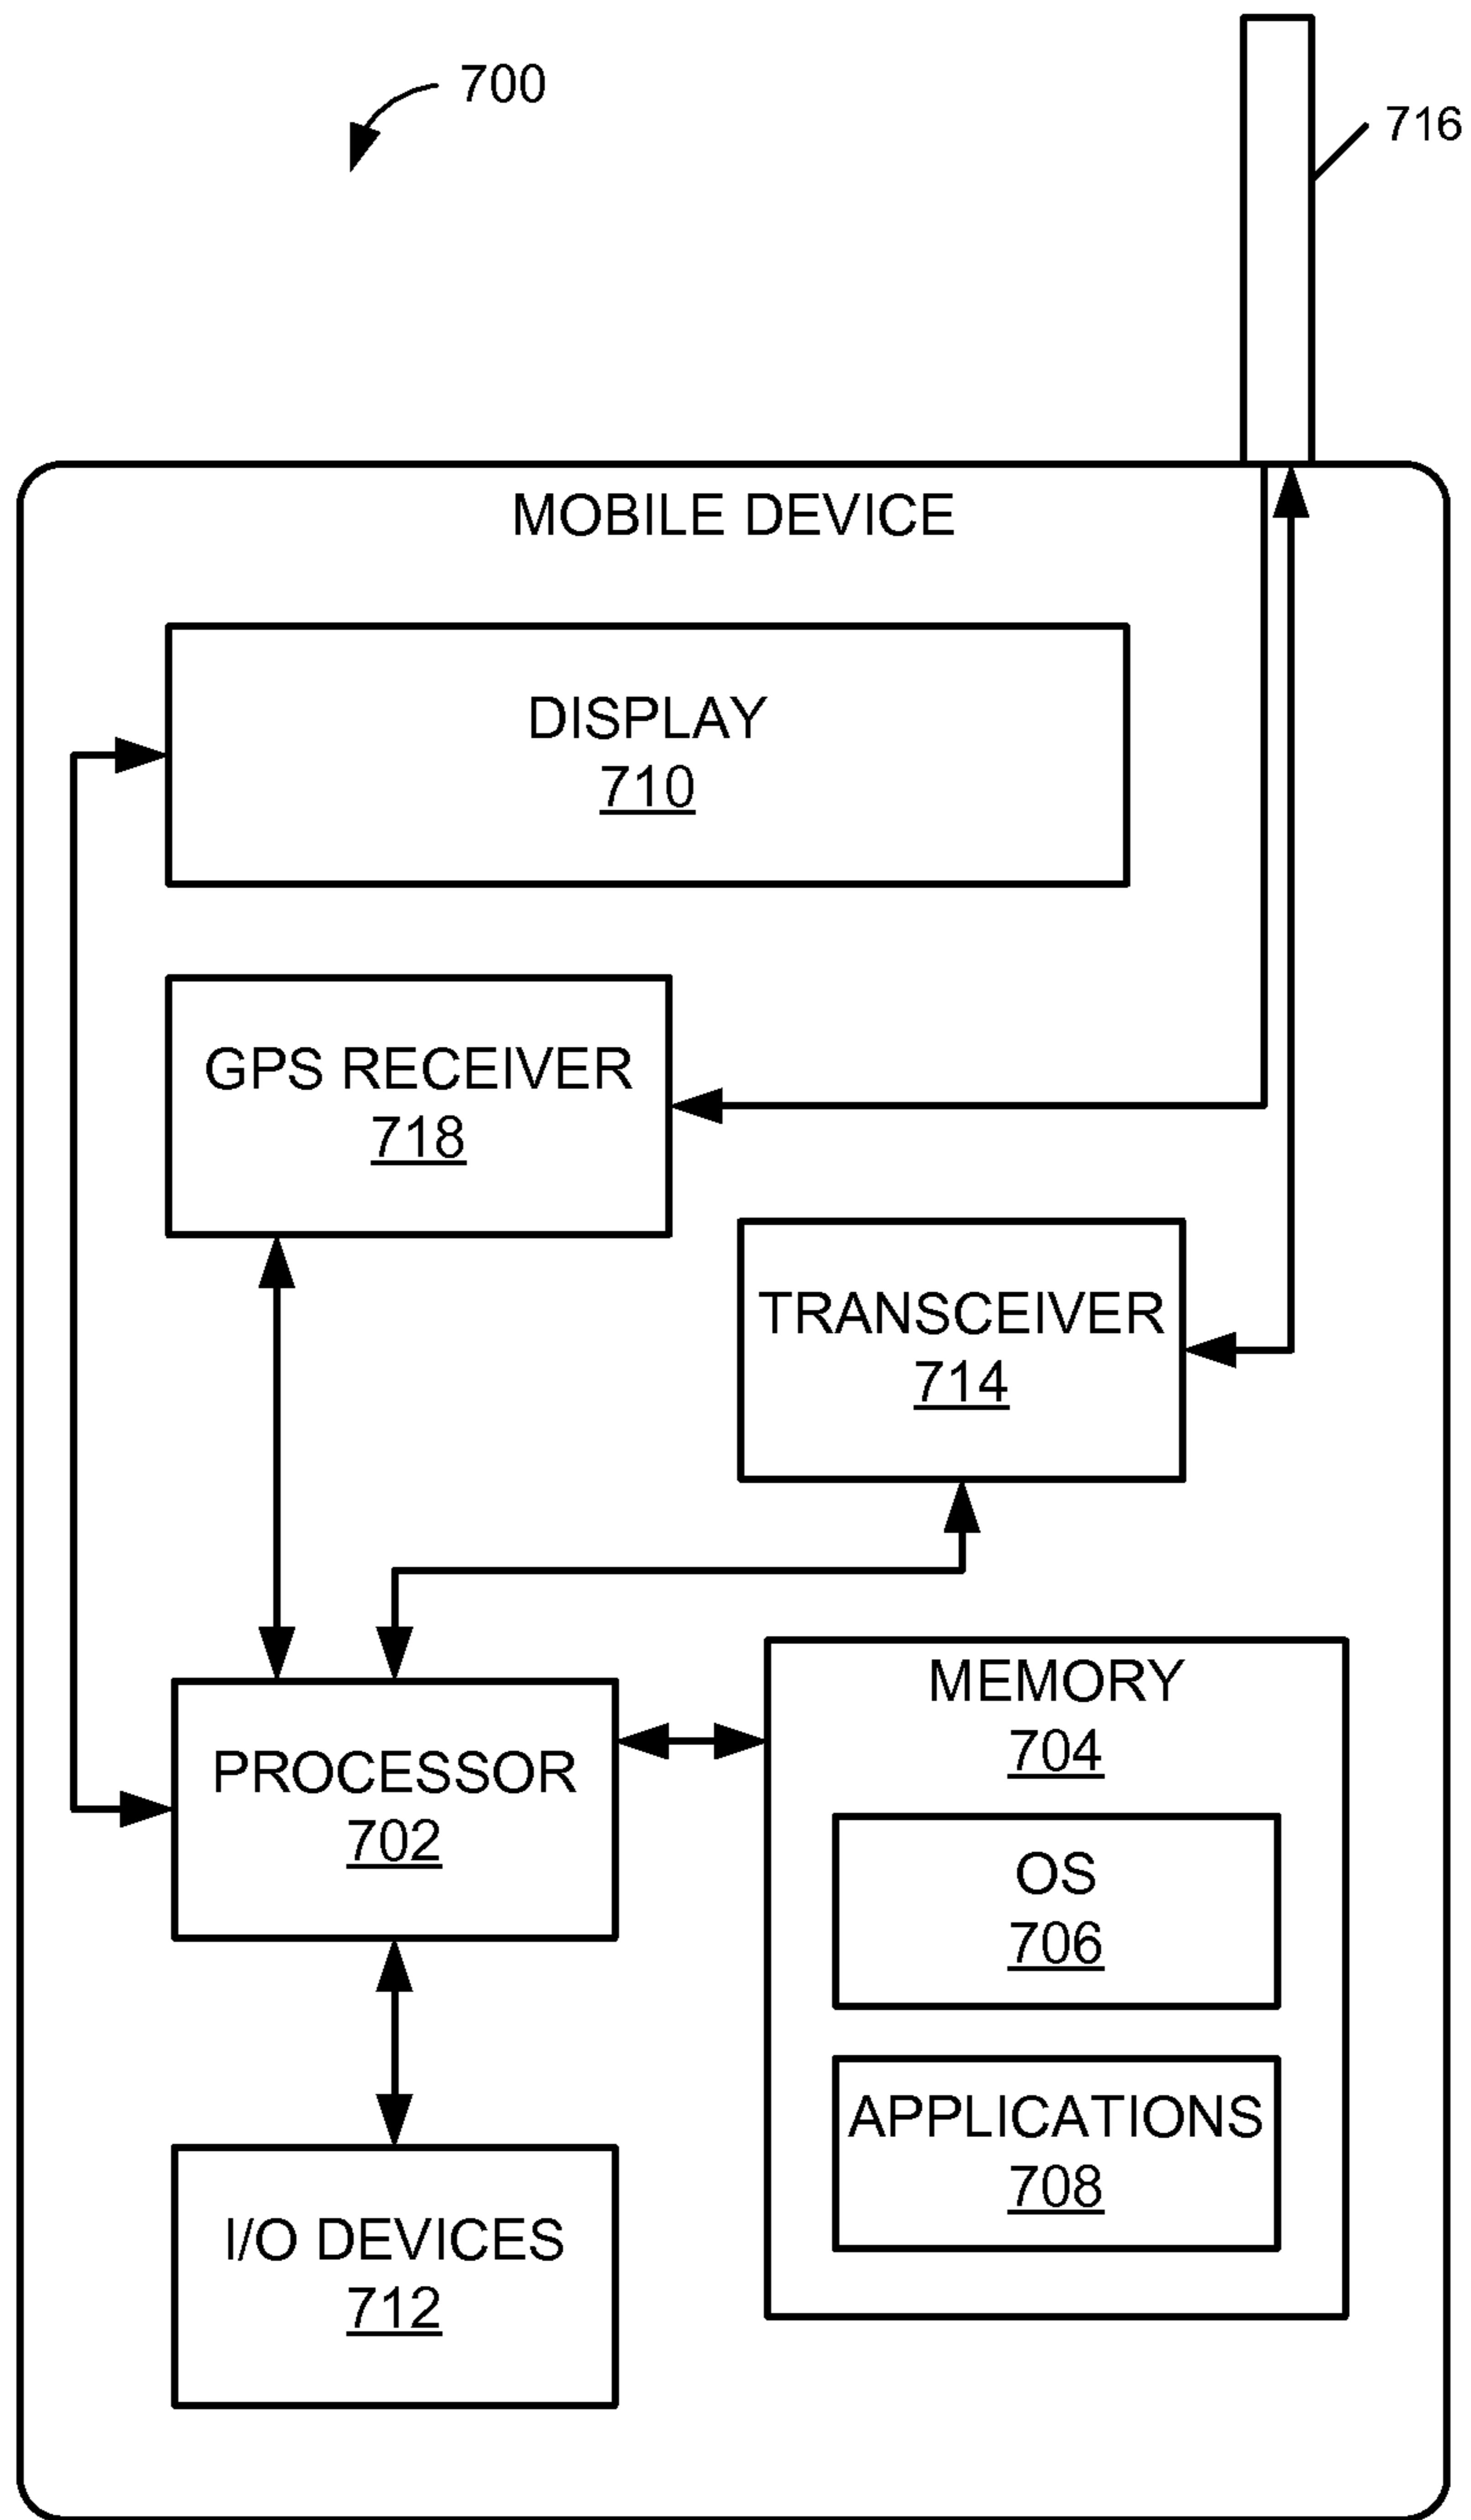 700
716
MOBILE DEVICE
DISPLAY
710
GPS RECEIVER
718
TRANSCEIVER
714
PROCESSOR
702
MEMORY
704
OS
706
APPLICATIONS
708
I/O DEVICES
712